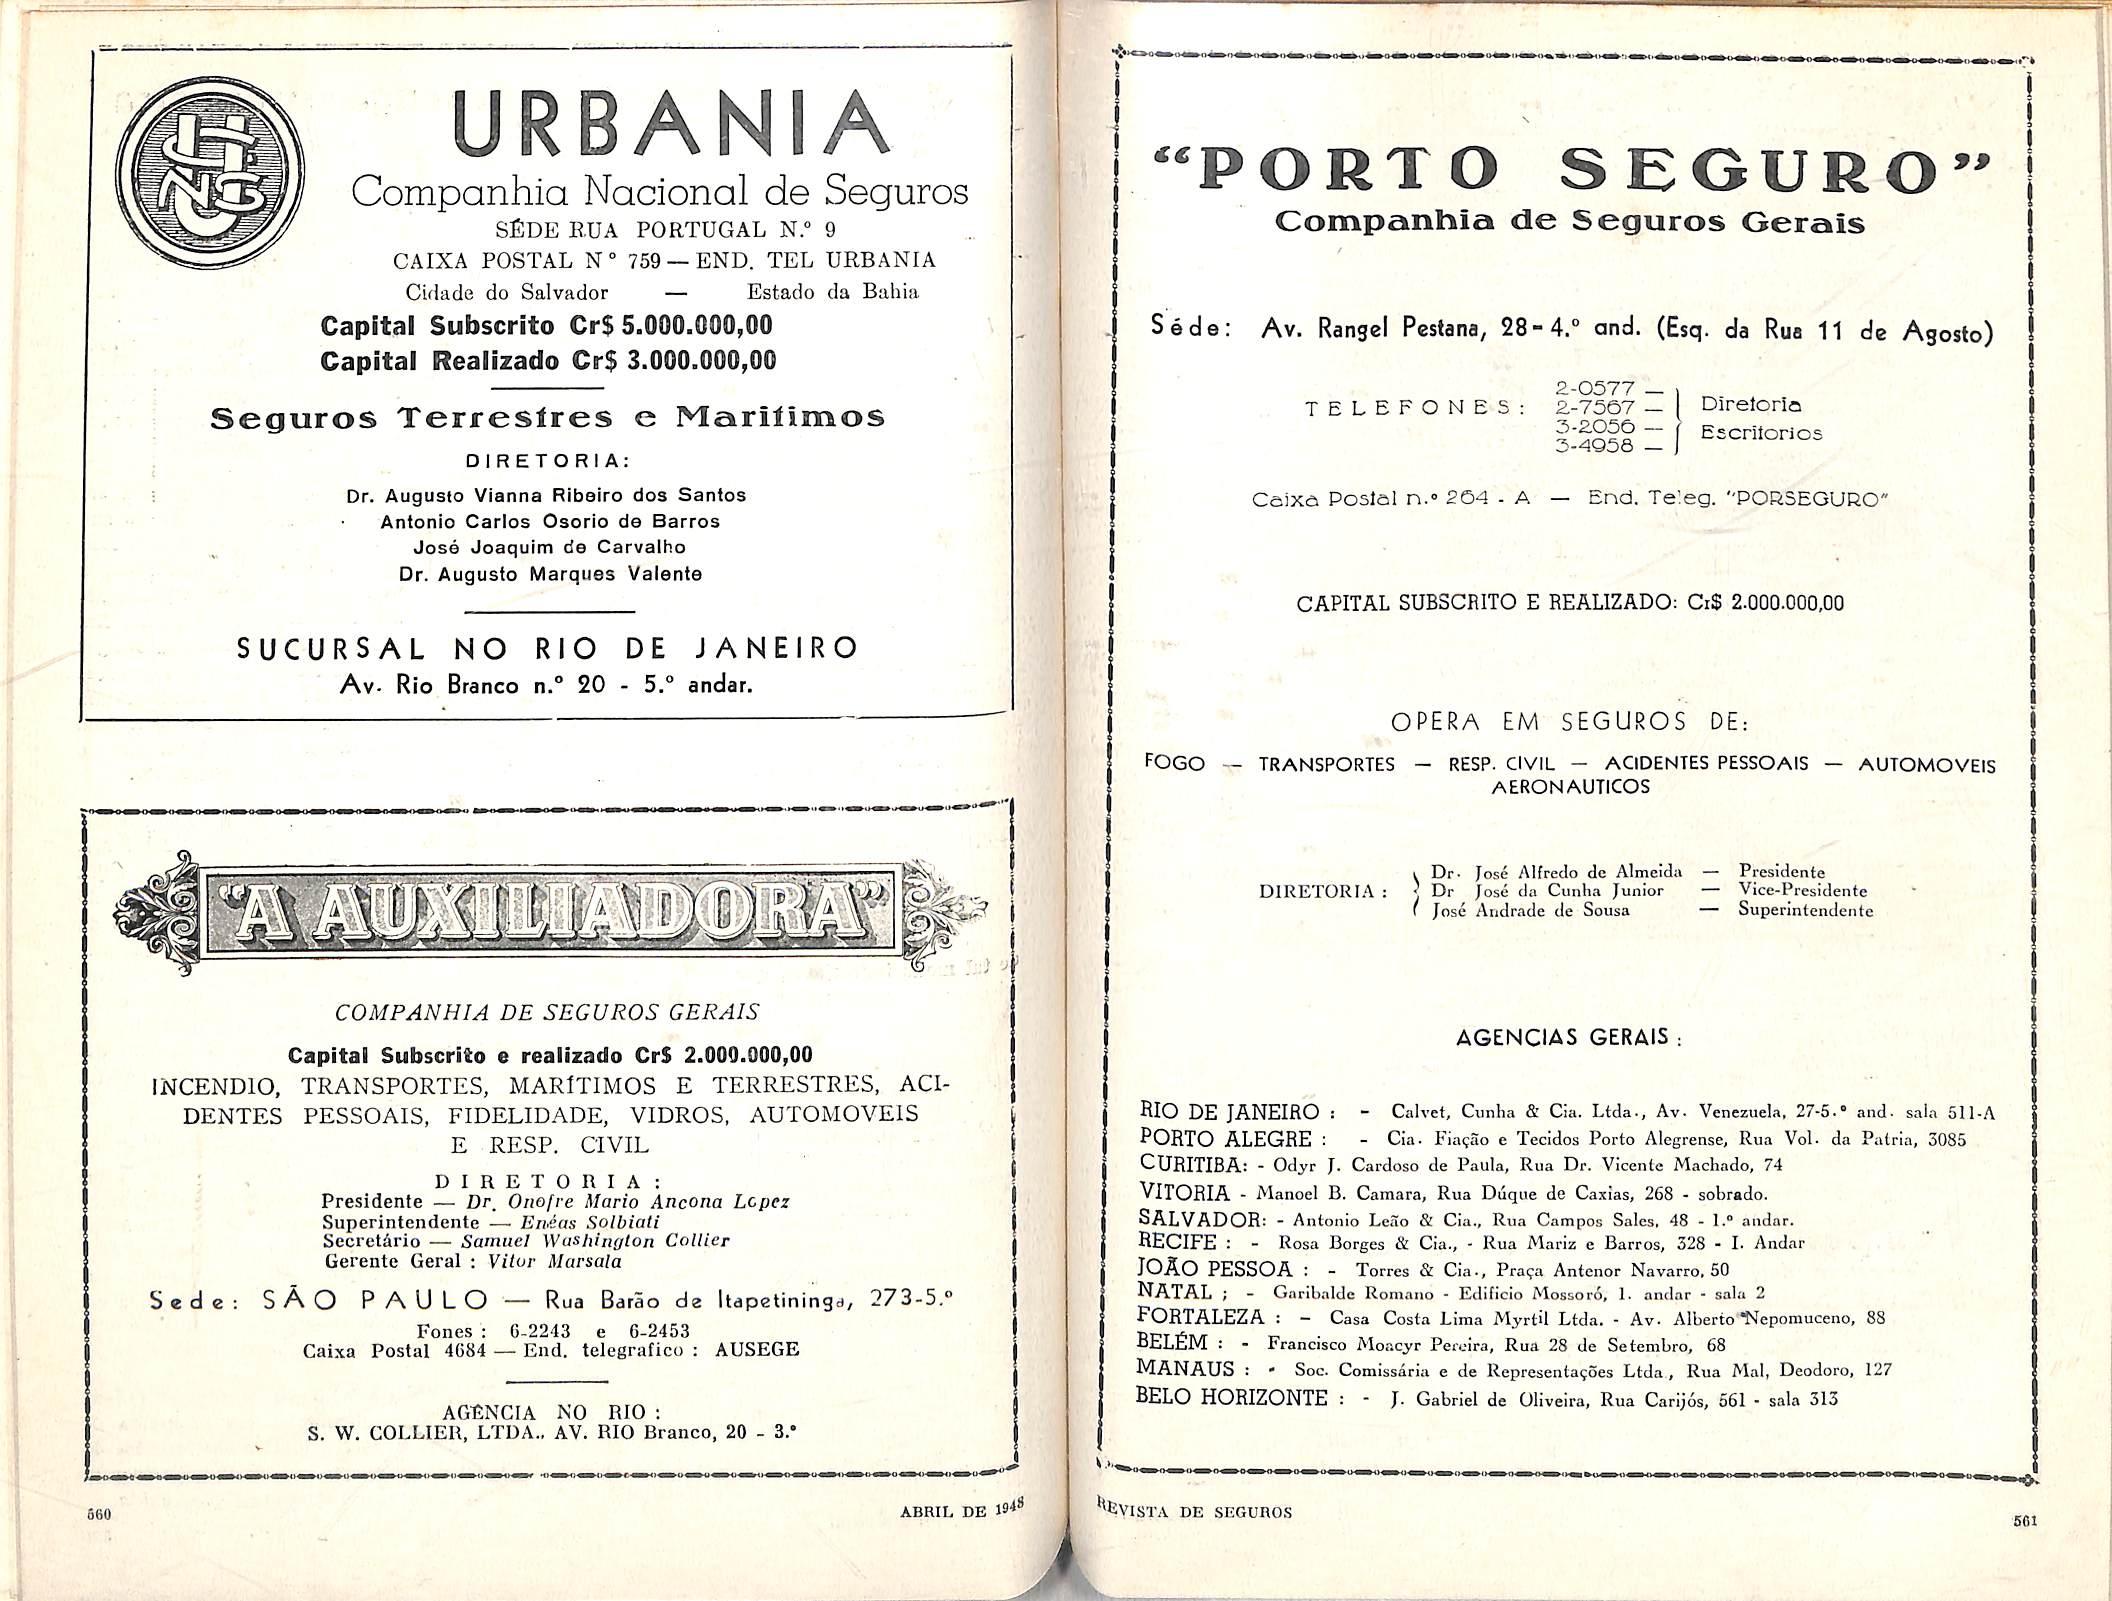 URBANIA
Companhia Nacional de Seguros
SÉDE RUA PORTUGAL N.º 9
CAIXA POSTAL Nº 759 — END. TEL URBANIA
Cidade do Salvador — Estado da Bahia
Capital Subscrito Cr$ 5.000.000,00
Capital Realizado Cr$ 3.000.000,00
Seguros Terrestres e Maritimos
DIRETORIA:
Dr. Augusto Vianna Ribeiro dos Santos
Antonio Carlos Osorio de Barros
José Joaquim de Carvalho
Dr. Augusto Marques Valente
SUCURSAL NO RIO DE JANEIRO
Av. Rio Branco n.º 20 - 5.º andar.
"A AUXILIADORA"
COMPANHIA DE SEGUROS GERAIS
Capital Subscrito e realizado Cr$ 2.000.000,00
INCENDIO, TRANSPORTES, MARÍTIMOS E TERRESTRES, ACI-
DENTES PESSOAIS, FIDELIDADE, VIDROS, AUTOMOVEIS
E RESP. CIVIL
DIRETORIA:
Presidente — Dr. Onofre Mario Ancona Lopez
Superintendente — Enéas Solbiati
Secretário — Samuel Washington Collier
Gerente Geral : Vitor Marsala
Sede: SÃO PAULO — Rua Barão de Itapetininga, 273-5.º
Fones : 6-2243 e 6-2453
Caixa Postal 4684 — End. telegrafico : AUSEGE
AGÊNCIA NO RIO :
S. W. COLLIER, LTDA., AV. RIO Branco, 20 - 3.º
560
ABRIL DE 1948
"PORTO SEGURO"
Companhia de Seguros Gerais
Séde: Av. Rangel Pestana, 28-4.º and. (Esq. da Rua 11 de Agosto)
TELEFONES:
2-0577 —
2-7567 — Diretoria
3-2056 — Escritorios
3-4958 —
Caixa Postal n.º 264 - A — End. Teleg. "PORSEGURO"
CAPITAL SUBSCRITO E REALIZADO: Cr$ 2.000.000,00
OPERA EM SEGUROS DE:
FOGO — TRANSPORTES — RESP. CIVIL — ACIDENTES PESSOAIS — AUTOMOVEIS
AERONAUTICOS
DIRETORIA :
Dr. José Alfredo de Almeida — Presidente
Dr José da Cunha Junior — Vice-Presidente
José Andrade de Sousa — Superintendente
AGENCIAS GERAIS :
RIO DE JANEIRO : - Calvet, Cunha & Cia. Ltda., Av. Venezuela, 27-5.º and. sala 511-A
PORTO ALEGRE : - Cia. Fiação e Tecidos Porto Alegrense, Rua Vol. da Patria, 3085
CURITIBA: - Odyr J. Cardoso de Paula, Rua Dr. Vicente Machado, 74
VITORIA - Manoel B. Camara, Rua Dúque de Caxias, 268 - sobrado.
SALVADOR: - Antonio Leão & Cia., Rua Campos Sales, 48 - 1.º andar.
RECIFE : - Rosa Borges & Cia., - Rua Mariz e Barros, 328 - I. Andar
JOÃO PESSOA : - Torres & Cia., Praça Antenor Navarro, 50
NATAL ; - Garibalde Romano - Edificio Mossoró, 1. andar - sala 2
FORTALEZA : - Casa Costa Lima Myrtil Ltda. - Av. Alberto Nepomuceno, 88
BELÉM : - Francisco Moacyr Pereira, Rua 28 de Setembro, 68
MANAUS : - Soc. Comissária e de Representações Ltda., Rua Mal, Deodoro, 127
BELO HORIZONTE : - J. Gabriel de Oliveira, Rua Carijós, 561 - sala 313
REVISTA DE SEGUROS
561